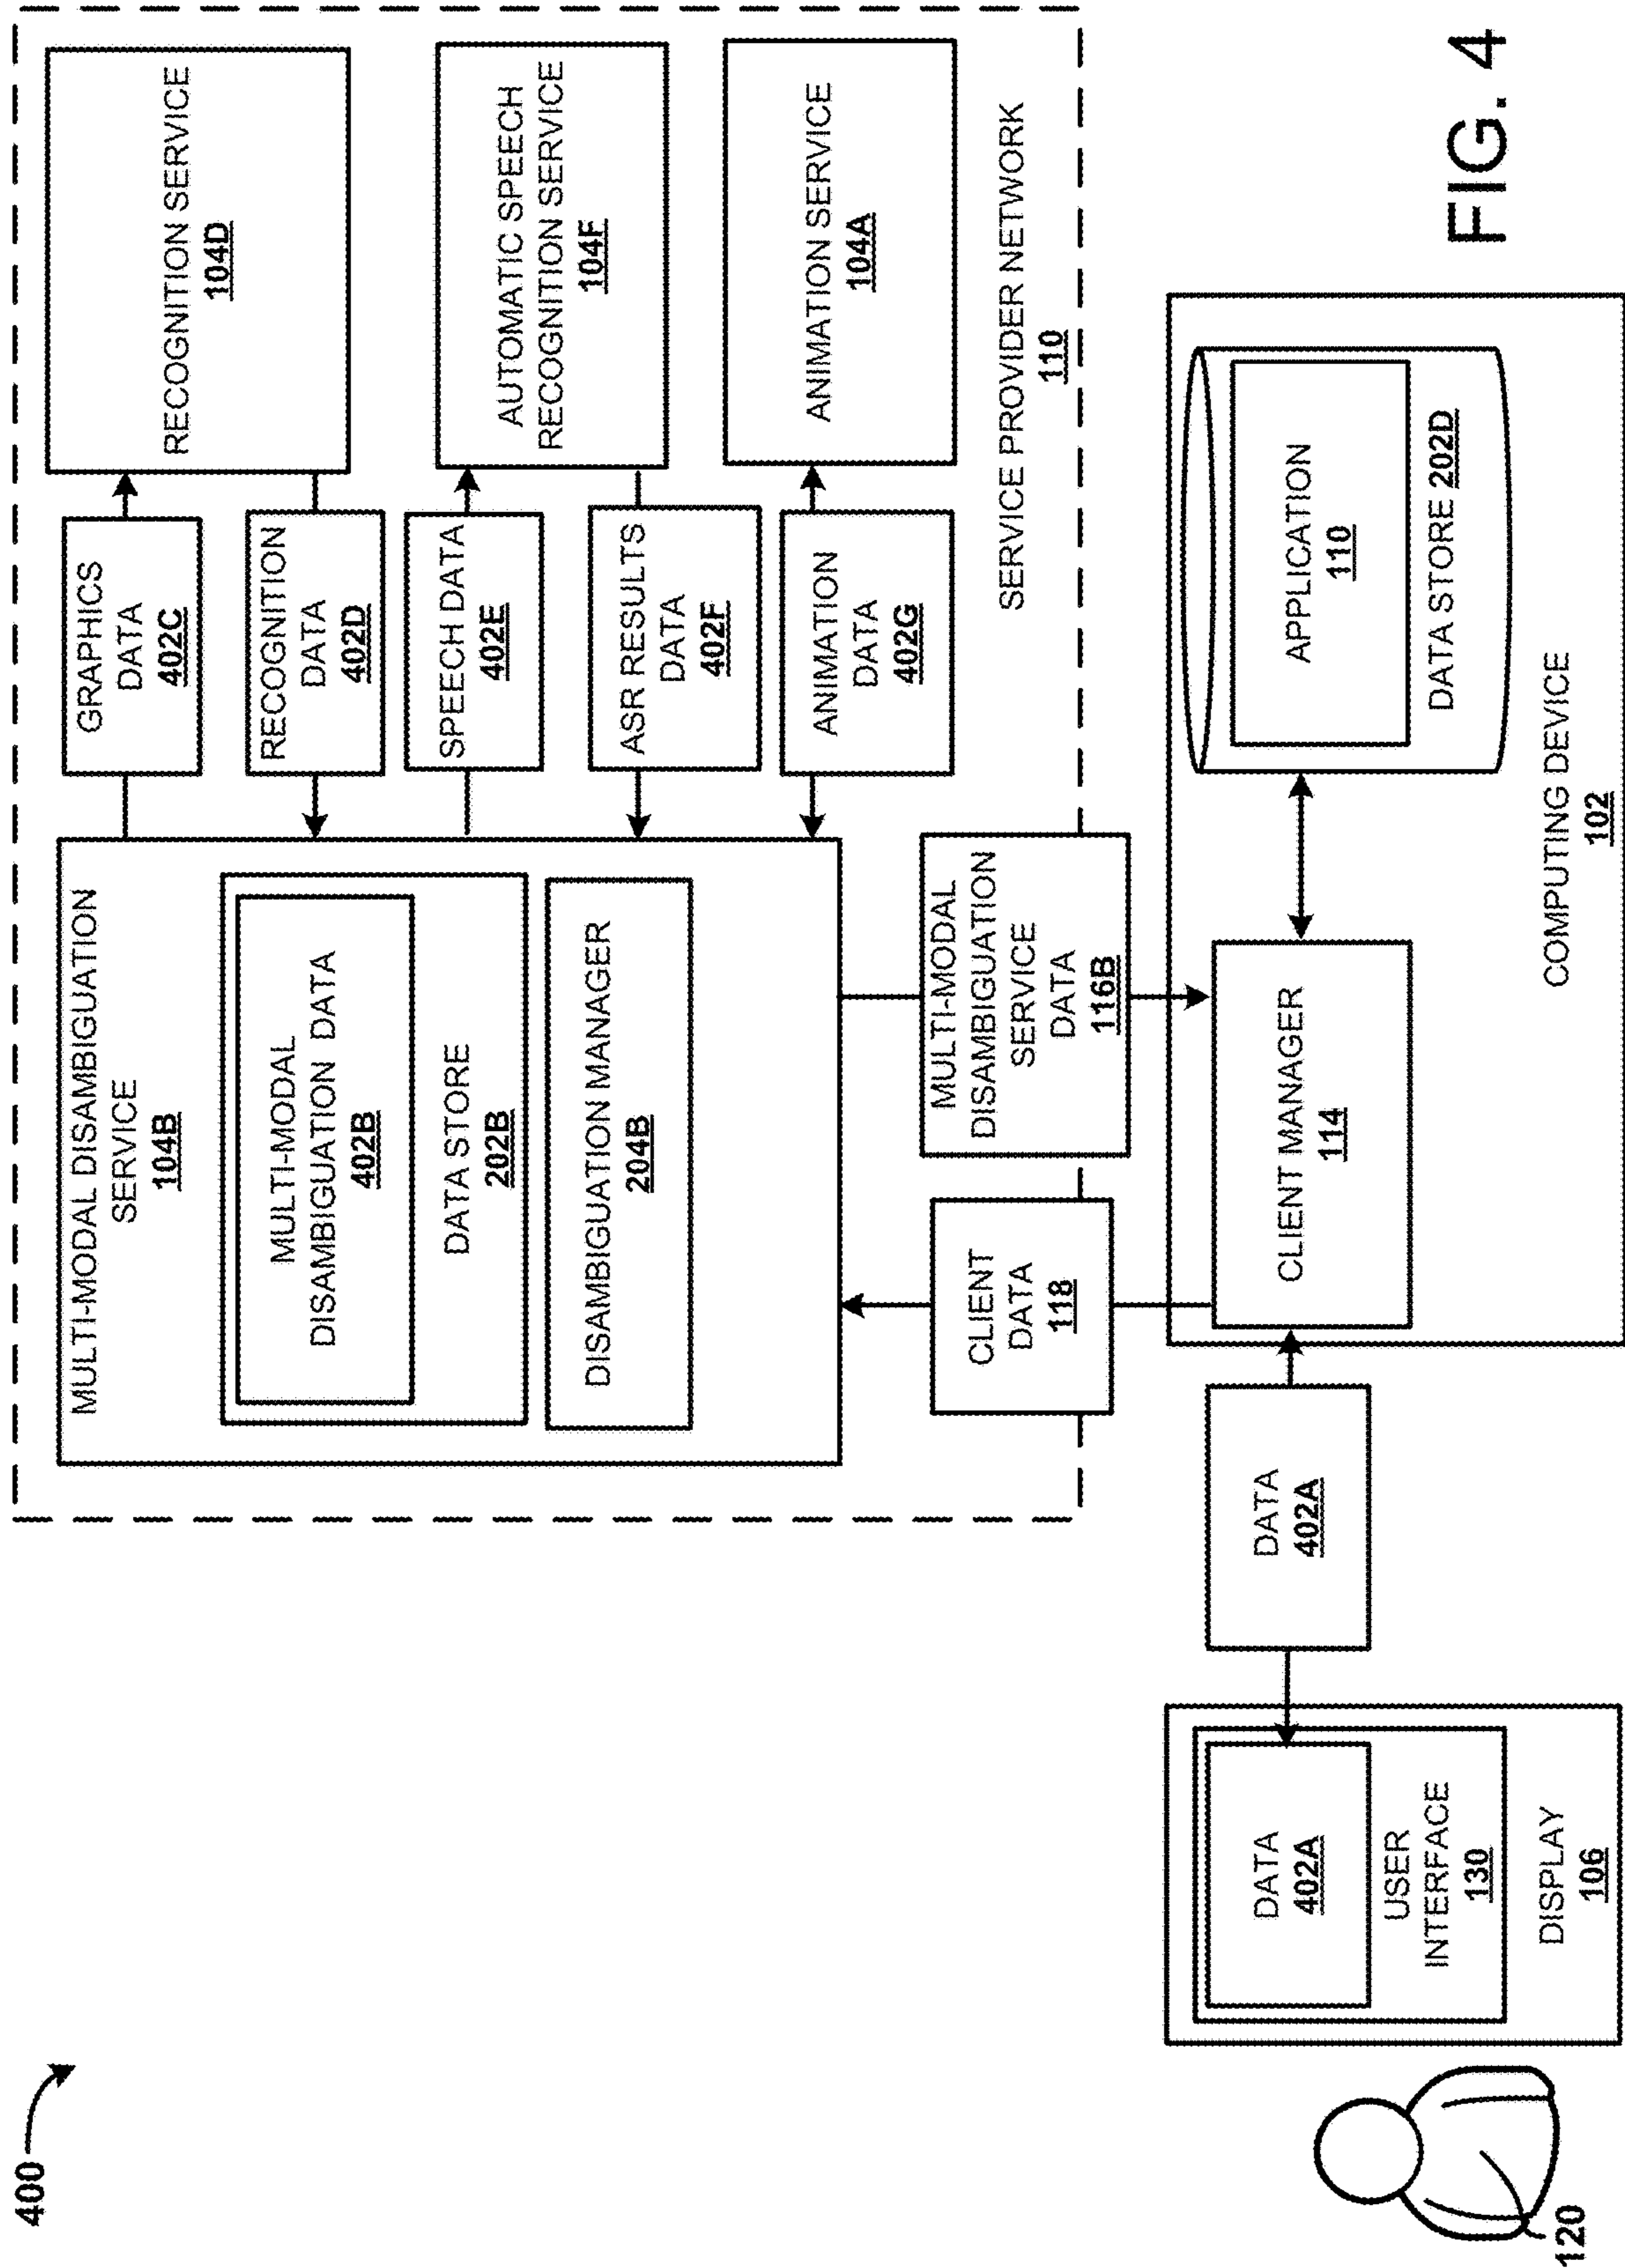 400
MULTI-MODAL DISAMBIGUATION
SERVICE
104B
MULTI-MODAL
DISAMBIGUATION DATA
402B
DATA STORE
202B
DISAMBIGUATION MANAGER
204B
GRAPHICS
DATA
402C
RECOGNITION
DATA
402D
SPEECH DATA
402E
ASR RESULTS
DATA
402F
ANIMATION
DATA
402G
RECOGNITION SERVICE
104D
AUTOMATIC SPEECH
RECOGNITION SERVICE
104F
ANIMATION SERVICE
104A
SERVICE PROVIDER NETWORK
110
CLIENT
DATA
118
MULTI-MODAL
DISAMBIGUATION
SERVICE
DATA
116B
120
DATA
402A
USER
INTERFACE
130
DISPLAY
106
DATA
402A
CLIENT MANAGER
114
APPLICATION
110
DATA STORE 202D
COMPUTING DEVICE
102
FIG. 4